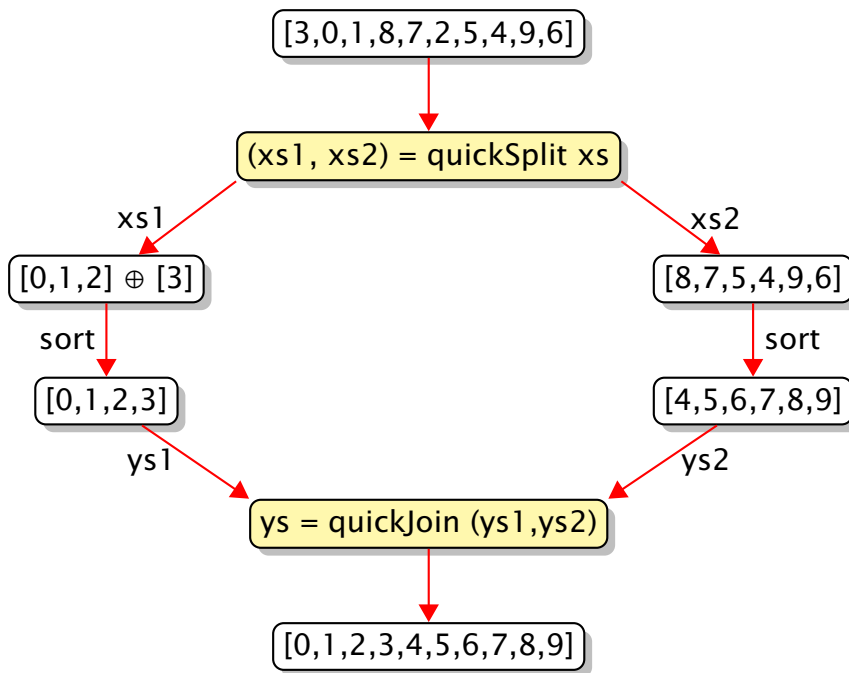 [3,0,1,8,7,2,5,4,9,6]
(xs1, xs2) = quickSplit xs
xs1
xs2
[0,1,2] ⊕ [3]
[8,7,5,4,9,6]
sort
sort
[0,1,2,3]
[4,5,6,7,8,9]
ys1
ys2
ys = quickJoin (ys1,ys2)
[0,1,2,3,4,5,6,7,8,9]